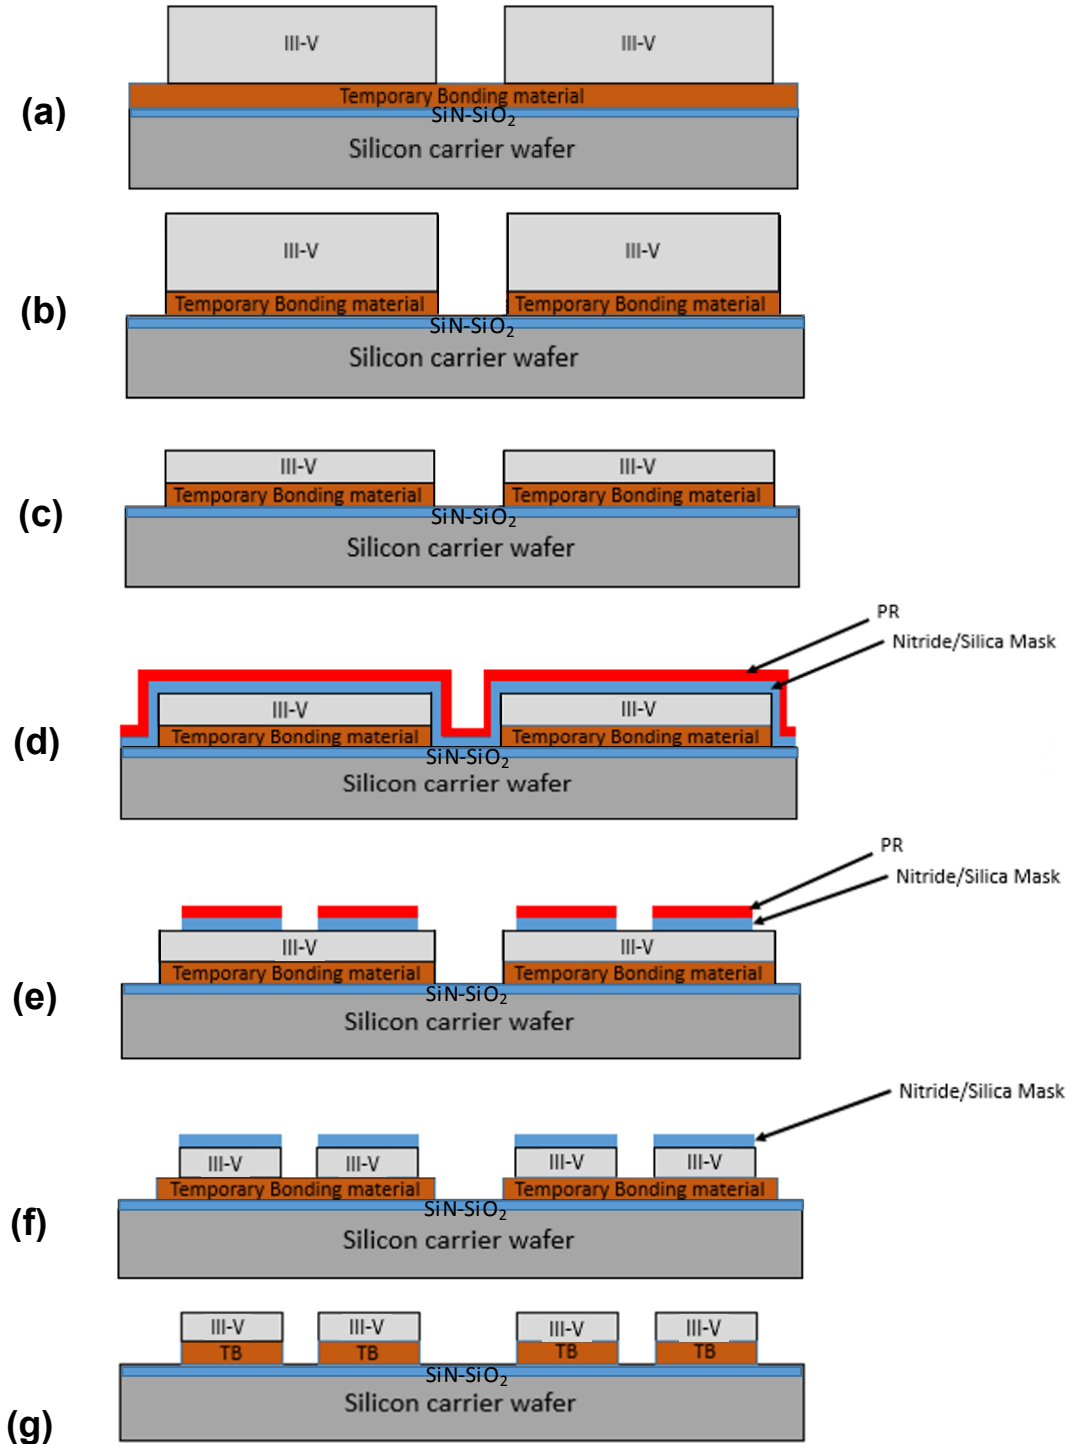 III-V III-V
(a)
Temporary Bonding material
SiN-SiO₂
Silicon carrier wafer
III-V III-V
(b)
Temporary Bonding material Temporary Bonding material
SiN-SiO₂
Silicon carrier wafer
III-V III-V
(c)
Temporary Bonding material Temporary Bonding material
SiN-SiO₂
Silicon carrier wafer
PR
Nitride/Silica Mask
III-V III-V
(d)
Temporary Bonding material Temporary Bonding material
SiN-SiO₂
Silicon carrier wafer
PR
Nitride/Silica Mask
III-V III-V
(e)
Temporary Bonding material Temporary Bonding material
SiN-SiO₂
Silicon carrier wafer
Nitride/Silica Mask
III-V III-V III-V III-V
Temporary Bonding material Temporary Bonding material
(f)
SiN-SiO₂
Silicon carrier wafer
III-V III-V III-V III-V
TB TB TB TB
SiN-SiO₂
Silicon carrier wafer
(g)